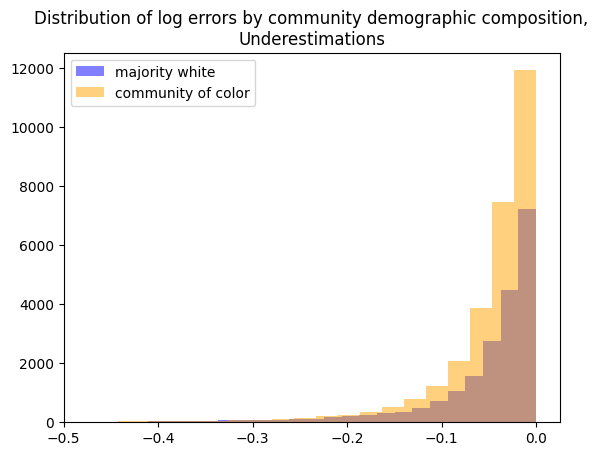 Distribution of log errors by community demographic composition,
Underestimations
majority white
community of color
12000
10000
8000
6000
4000
2000
0
−0.5 −0.4 −0.3 −0.2 −0.1 0.0